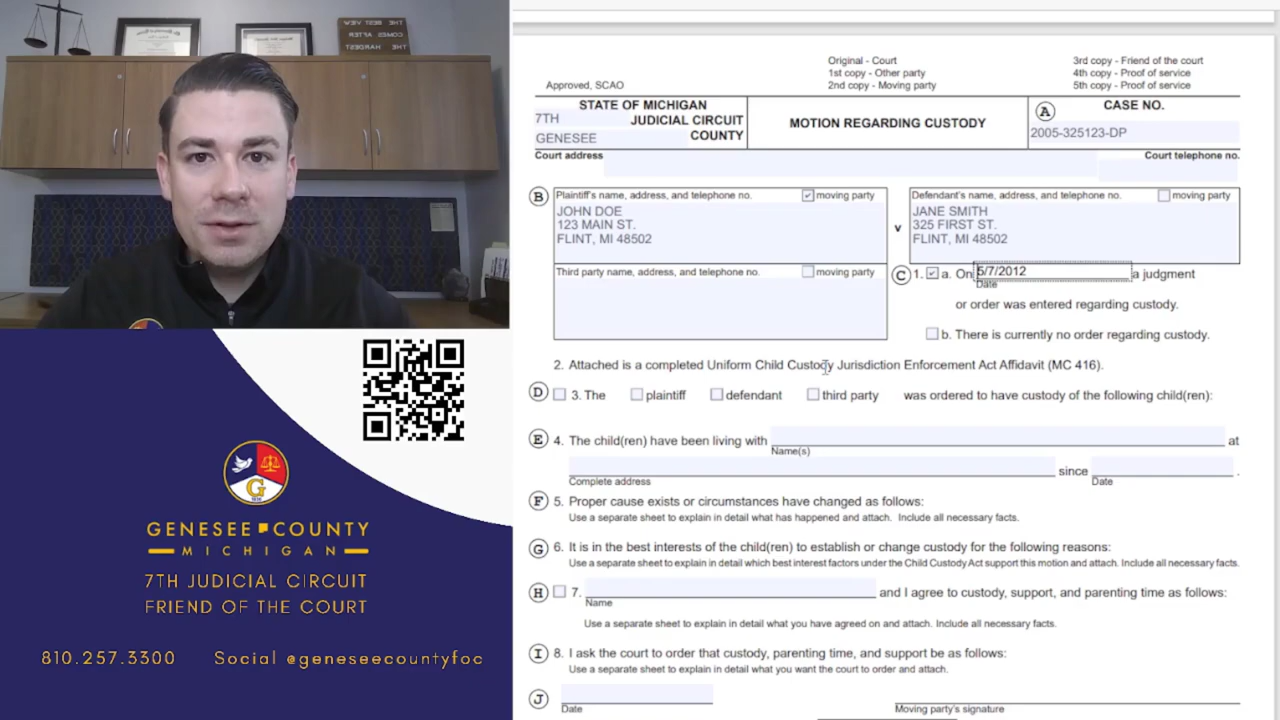 THE BEST VIEW
COMES AFTER
THE HARDEST
Original - Court
1st copy - Other party
2nd copy - Moving party
3rd copy - Friend of the court
4th copy - Proof of service
5th copy - Proof of service
Approved, SCAO
STATE OF MICHIGAN
7TH JUDICIAL CIRCUIT
GENESEE COUNTY
MOTION REGARDING CUSTODY
A CASE NO.
2005-325123-DP
Court address
Court telephone no.
B Plaintiff's name, address, and telephone no. moving party
JOHN DOE
123 MAIN ST.
FLINT, MI 48502
v
Defendant's name, address, and telephone no. moving party
JANE SMITH
325 FIRST ST.
FLINT, MI 48502
Third party name, address, and telephone no. moving party
C 1. a. On 5/7/2012 a judgment
Date
or order was entered regarding custody.
b. There is currently no order regarding custody.
2. Attached is a completed Uniform Child Custody Jurisdiction Enforcement Act Affidavit (MC 416).
D 3. The plaintiff defendant third party was ordered to have custody of the following child(ren):
E 4. The child(ren) have been living with at
Name(s)
since .
Complete address Date
F 5. Proper cause exists or circumstances have changed as follows:
Use a separate sheet to explain in detail what has happened and attach. Include all necessary facts.
G 6. It is in the best interests of the child(ren) to establish or change custody for the following reasons:
Use a separate sheet to explain in detail which best interest factors under the Child Custody Act support this motion and attach. Include all necessary facts.
H 7. and I agree to custody, support, and parenting time as follows:
Name
Use a separate sheet to explain in detail what you have agreed on and attach. Include all necessary facts.
I 8. I ask the court to order that custody, parenting time, and support be as follows:
Use a separate sheet to explain in detail what you want the court to order and attach.
J
Date Moving party's signature
G
GENESEE COUNTY
MICHIGAN
7TH JUDICIAL CIRCUIT
FRIEND OF THE COURT
810.257.3300 Social @geneseecountyfoc